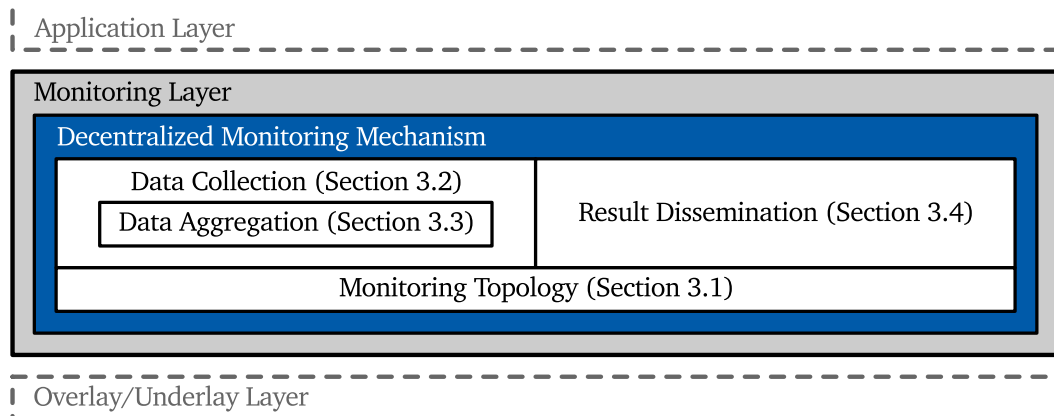 Application Layer
Monitoring Layer
Decentralized Monitoring Mechanism
Data Collection (Section 3.2)
Data Aggregation (Section 3.3)
Result Dissemination (Section 3.4)
Monitoring Topology (Section 3.1)
Overlay/Underlay Layer